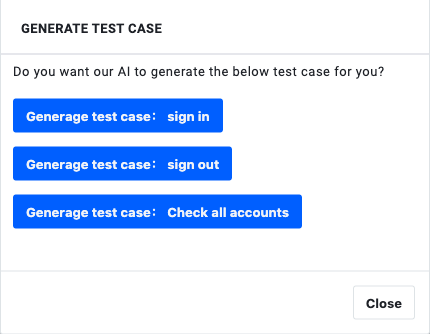 GENERATE TEST CASE
Do you want our AI to generate the below test case for you?
Generage test case: sign in
Generage test case: sign out
Generage test case: Check all accounts
Close